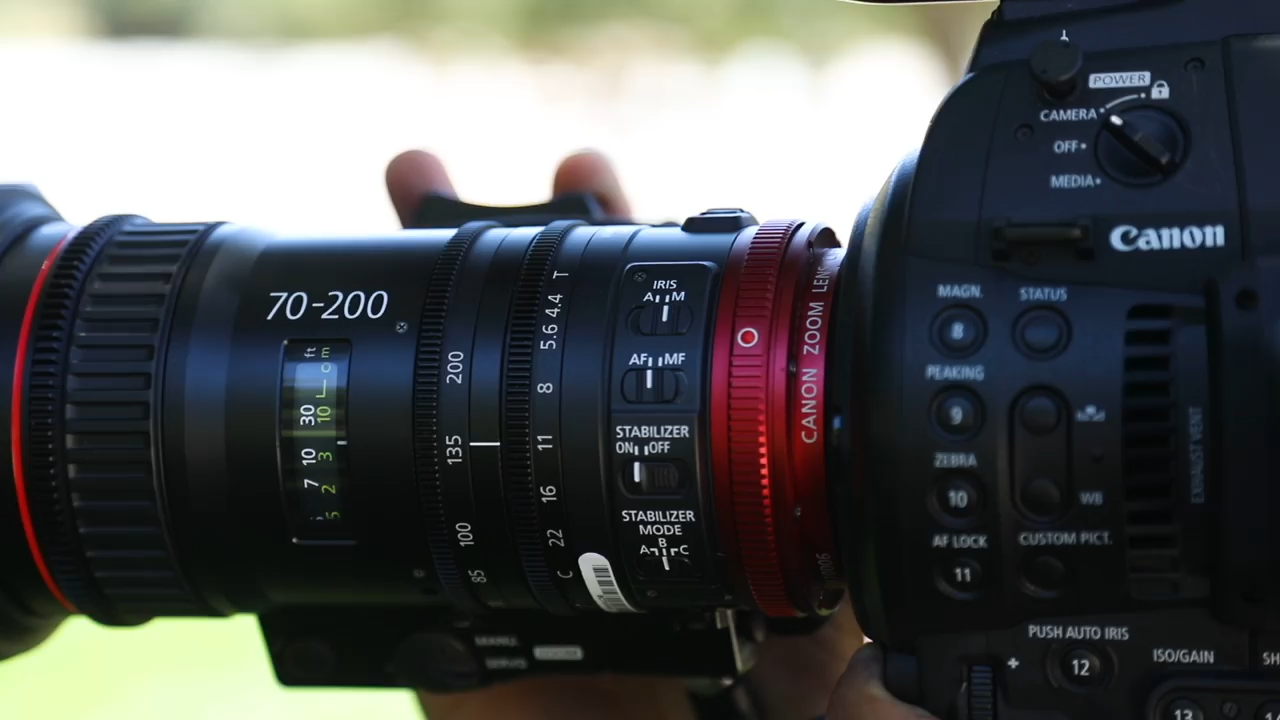 POWER
CAMERA
OFF
MEDIA
Canon
MAGN.
STATUS
8
PEAKING
9
ZEBRA
10
WB
AF LOCK
CUSTOM PICT.
11
EXHAUST VENT
PUSH AUTO IRIS
+
12
ISO/GAIN
13
70-200
ft
m
30
10
10
3
7
2
5
200
135
100
85
T
4.4
5.6
8
11
16
22
C
IRIS
A M
AF MF
STABILIZER
ON OFF
STABILIZER
MODE
B
A C
CANON ZOOM LENS